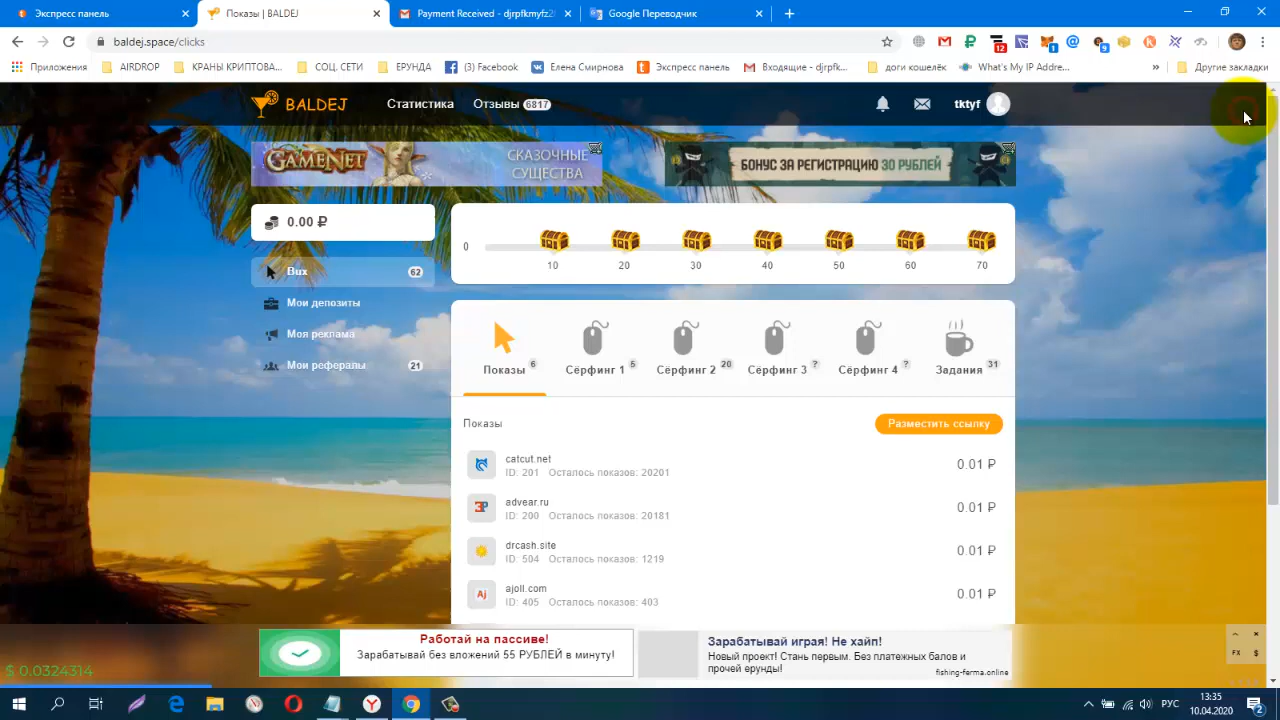 Экспресс панель
Показы | BALDEJ
Payment Received - djrpfkmyfz2
Google Переводчик
baldej.space/clicks
12
1
9
Приложения
AIRDROP
КРАНЫ КРИПТОВА...
СОЦ. СЕТИ
ЕРУНДА
(3) Facebook
Елена Смирнова
Экспресс панель
Входящие - djrpfk...
доги кошелёк
What's My IP Addre...
»
Другие закладки
BALDEJ
Статистика
Отзывы 6817
tktyf
GAMENET
СКАЗОЧНЫЕ
СУЩЕСТВА
БОНУС ЗА РЕГИСТРАЦИЮ 30 РУБЛЕЙ
0.00 ₽
Bux 62
Мои депозиты
Моя реклама
Мои рефералы 21
0
10 20 30 40 50 60 70
Показы 6
Сёрфинг 1 5
Сёрфинг 2 20
Сёрфинг 3 ?
Сёрфинг 4 ?
Задания 31
Показы
Разместить ссылку
catcut.net
ID: 201 Осталось показов: 20201
0.01 ₽
advear.ru
ID: 200 Осталось показов: 20181
0.01 ₽
drcash.site
ID: 504 Осталось показов: 1219
0.01 ₽
Aj
ajoll.com
ID: 405 Осталось показов: 403
0.01 ₽
Работай на пассиве!
Зарабатывай без вложений 55 РУБЛЕЙ в минуту!
Зарабатывай играя! Не хайп!
Новый проект! Стань первым. Без платежных балов и
прочей ерунды!
fishing-ferma.online
$ 0.0324314
FX $
РУС
13:35
10.04.2020
2